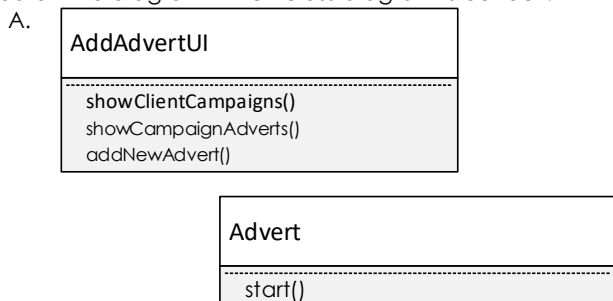 A.
AddAdvertUI
showClientCampaigns()
showCampaignAdverts()
addNewAdvert()
Advert
start()